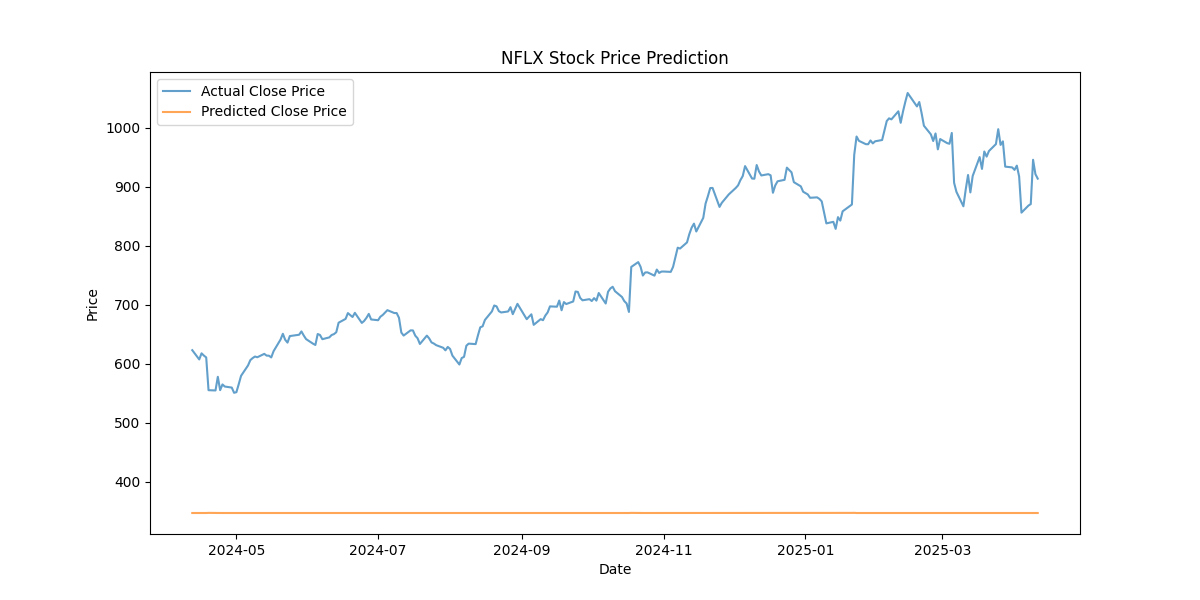 NFLX Stock Price Prediction
Actual Close Price
Predicted Close Price
1000
900
800
700
600
500
400
Price
2024-05 2024-07 2024-09 2024-11 2025-01 2025-03
Date